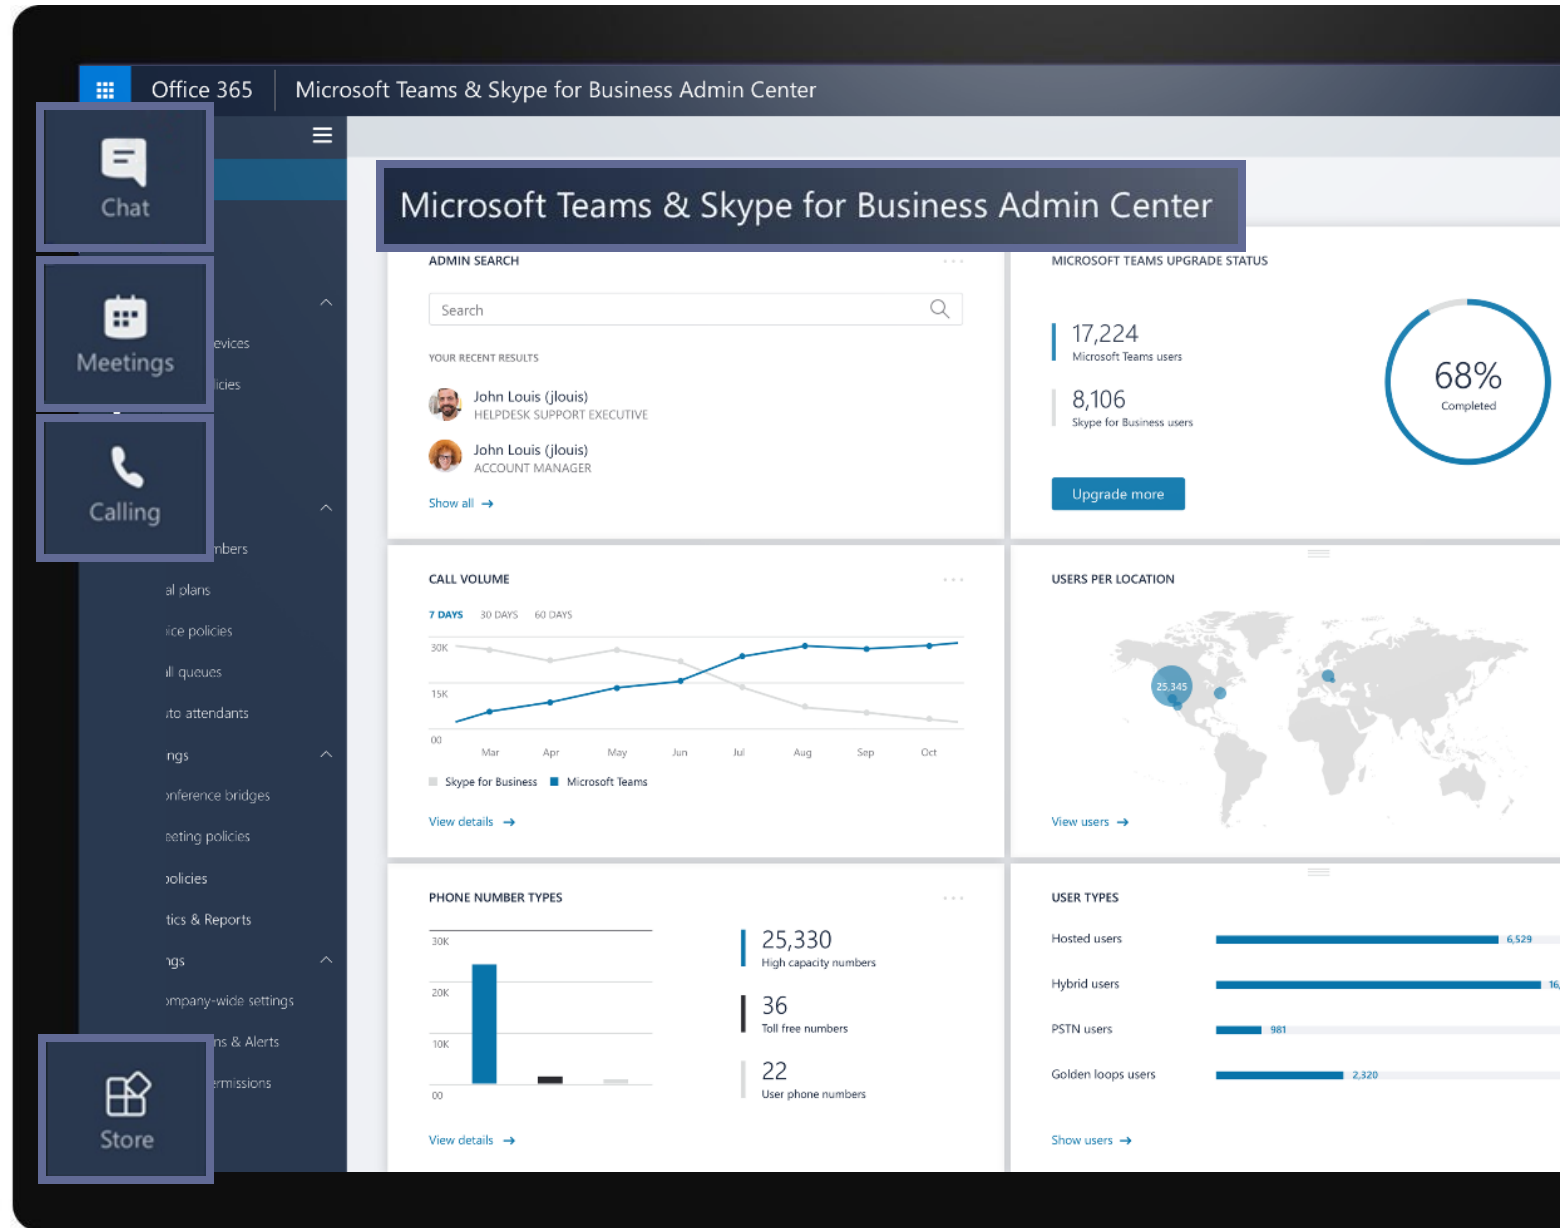 Office 365
Microsoft Teams & Skype for Business Admin Center
Chat
Microsoft Teams & Skype for Business Admin Center
Meetings
evices
icies
Calling
mbers
al plans
ice policies
ll queues
to attendants
ngs
onference bridges
eeting policies
policies
tics & Reports
ngs
ompany-wide settings
ns & Alerts
ermissions
Store
ADMIN SEARCH
Search
YOUR RECENT RESULTS
John Louis (jlouis)
HELPDESK SUPPORT EXECUTIVE
John Louis (jlouis)
ACCOUNT MANAGER
Show all
MICROSOFT TEAMS UPGRADE STATUS
17,224
Microsoft Teams users
8,106
Skype for Business users
68%
Completed
Upgrade more
CALL VOLUME
7 DAYS 30 DAYS 60 DAYS
30K
15K
00
Mar Apr May Jun Jul Aug Sep Oct
Skype for Business Microsoft Teams
View details
USERS PER LOCATION
25,345
View users
PHONE NUMBER TYPES
30K
20K
10K
00
25,330
High capacity numbers
36
Toll free numbers
22
User phone numbers
View details
USER TYPES
Hosted users 6,529
Hybrid users 16,
PSTN users 981
Golden loops users 2,320
Show users